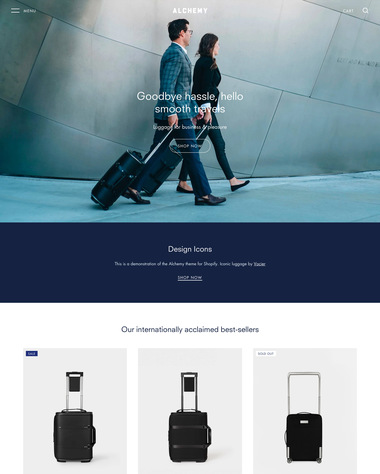 MENU
ALCHEMY
CART
Goodbye hassle, hello
smooth travels
Luggage for business & pleasure
SHOP NOW
Design Icons
This is a demonstration of the Alchemy theme for Shopify. Iconic luggage by Vocier
SHOP NOW
Our internationally acclaimed best-sellers
SALE
SOLD OUT